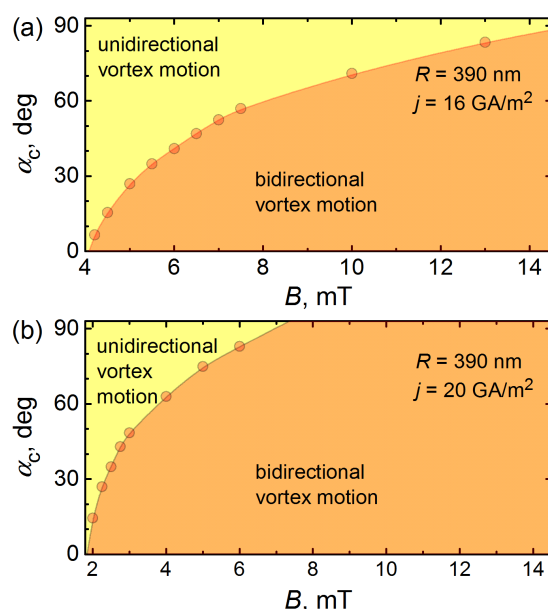 (a)
90
60
30
0
α_c, deg
unidirectional
vortex motion
R = 390 nm
j = 16 GA/m²
bidirectional
vortex motion
4 6 8 10 12 14
B, mT
(b)
90
60
30
0
α_c, deg
unidirectional
vortex
motion
R = 390 nm
j = 20 GA/m²
bidirectional
vortex motion
2 4 6 8 10 12 14
B, mT